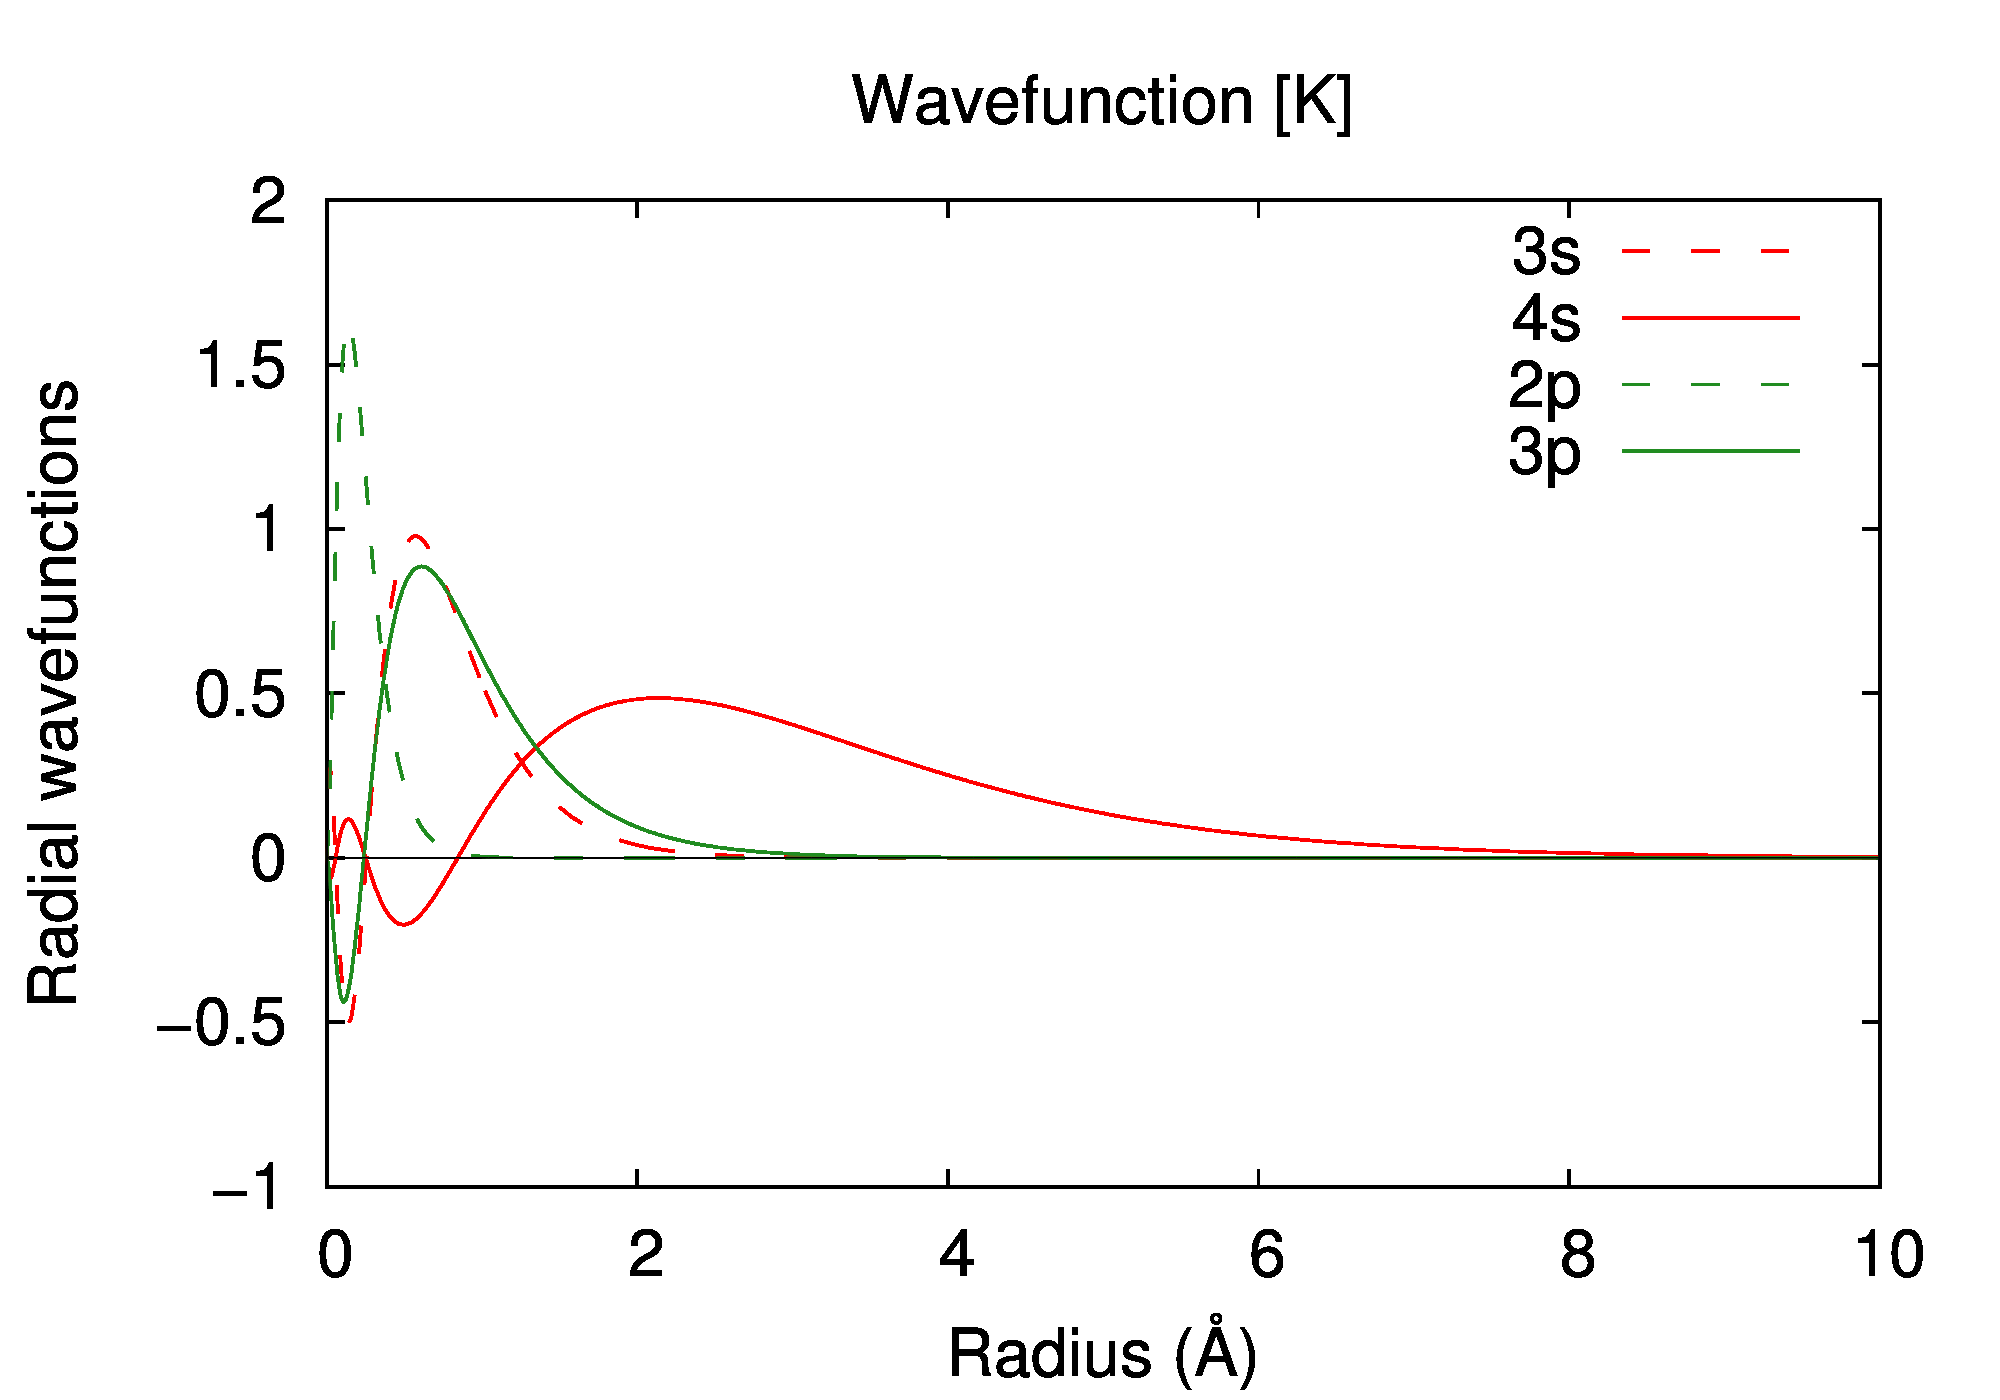 Wavefunction [K]
2
1.5
1
0.5
0
−0.5
−1
Radial wavefunctions
3s
4s
2p
3p
0 2 4 6 8 10
Radius (Å)